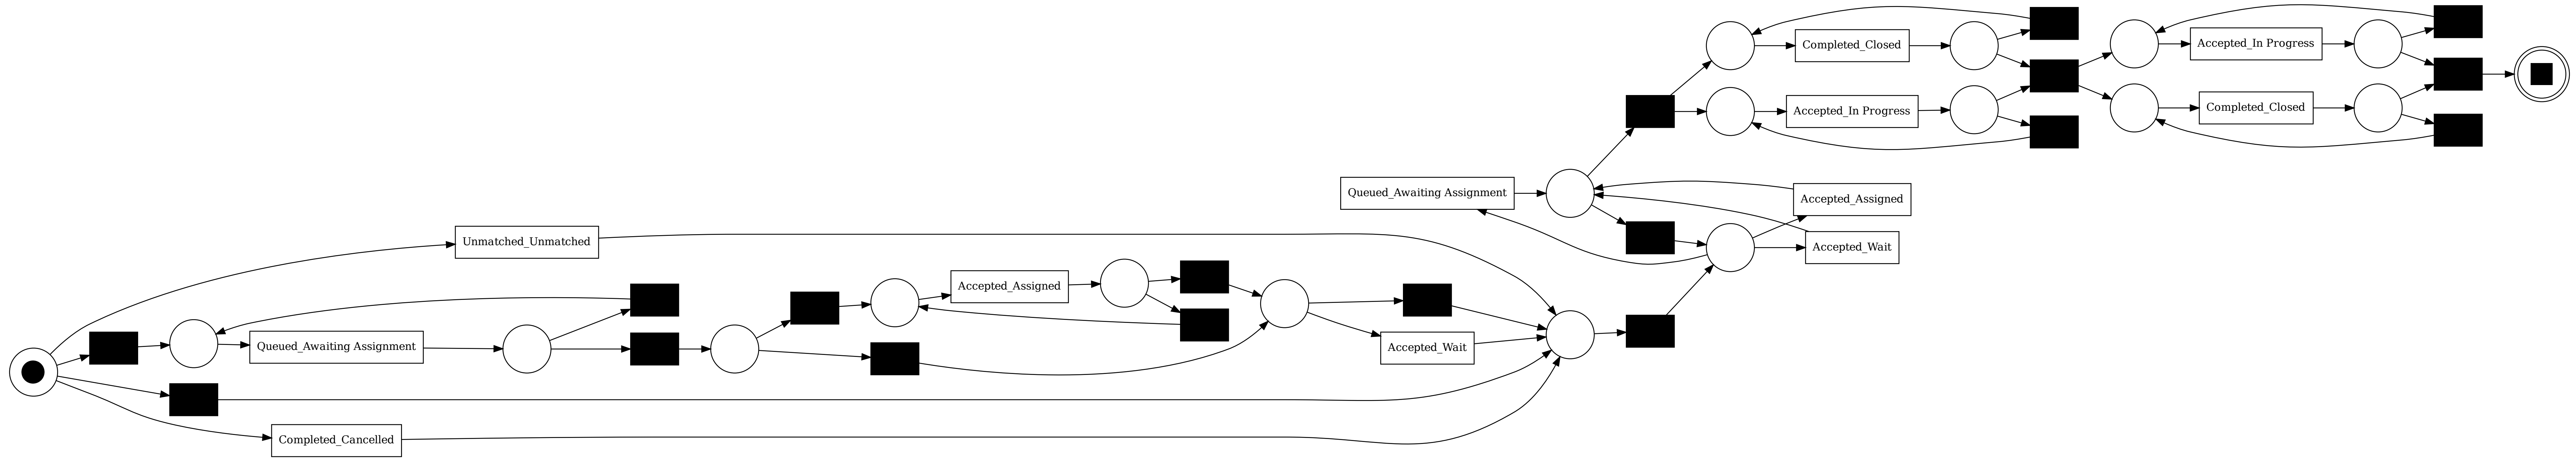 Completed_Closed
Accepted_In Progress
Accepted_In Progress
Completed_Closed
Queued_Awaiting Assignment
Accepted_Assigned
Accepted_Wait
Unmatched_Unmatched
Accepted_Assigned
Queued_Awaiting Assignment
Accepted_Wait
Completed_Cancelled